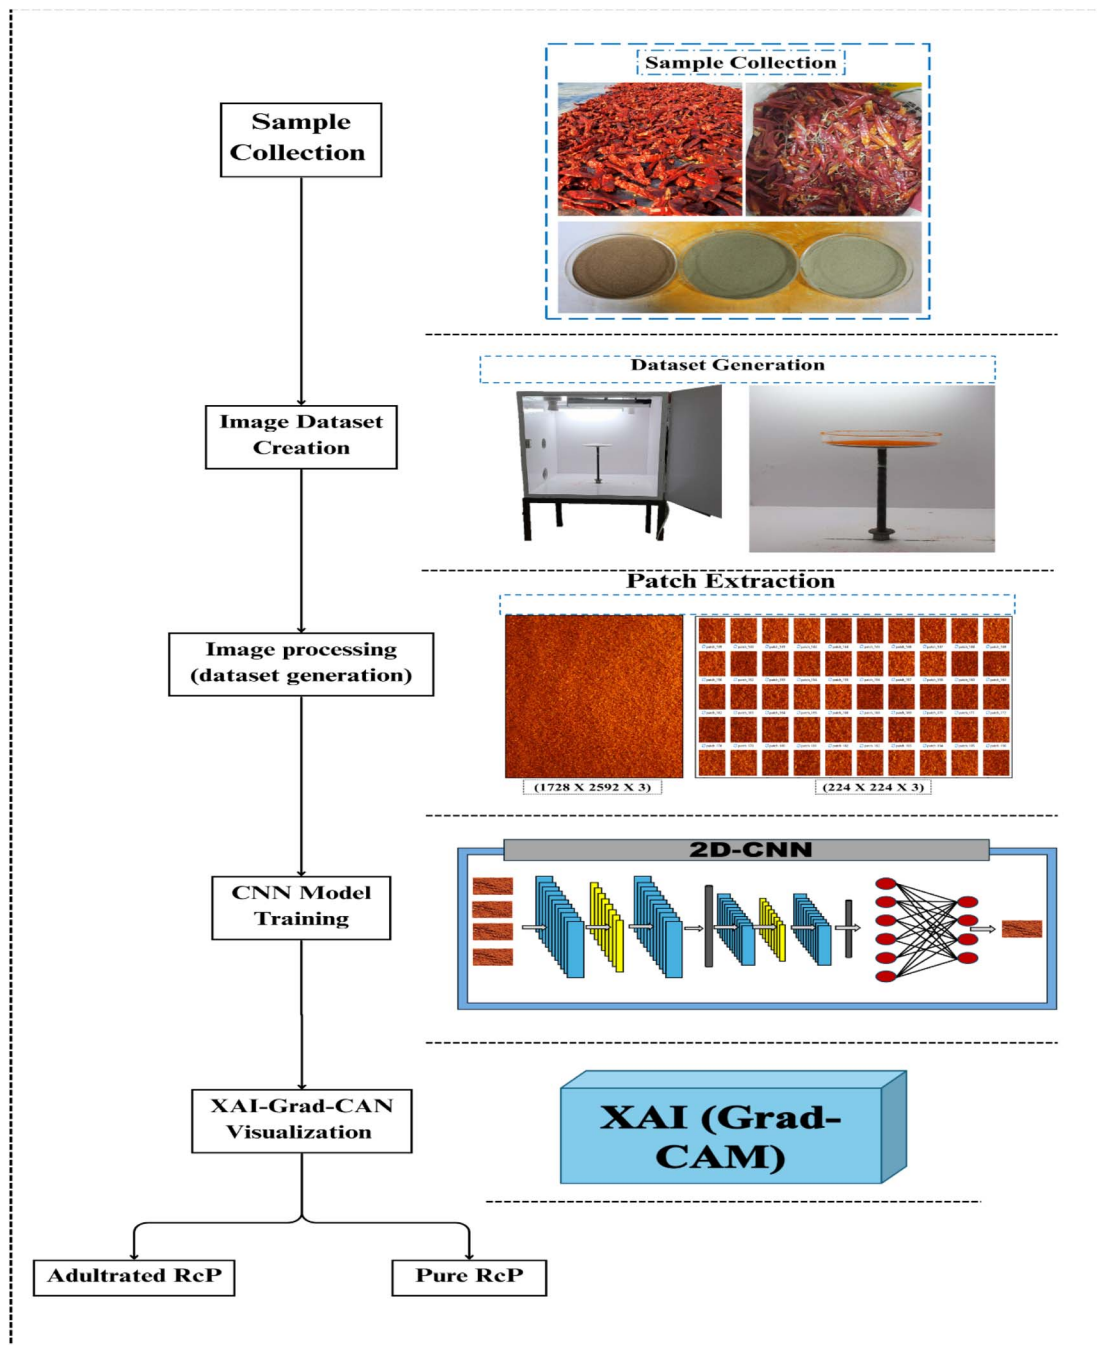 Sample Collection
Sample
Collection
Dataset Generation
Image Dataset
Creation
Patch Extraction
Image processing
(dataset generation)
(1728 X 2592 X 3)
(224 X 224 X 3)
2D-CNN
CNN Model
Training
XAI-Grad-CAN
Visualization
XAI (Grad-
CAM)
Adultrated RcP
Pure RcP